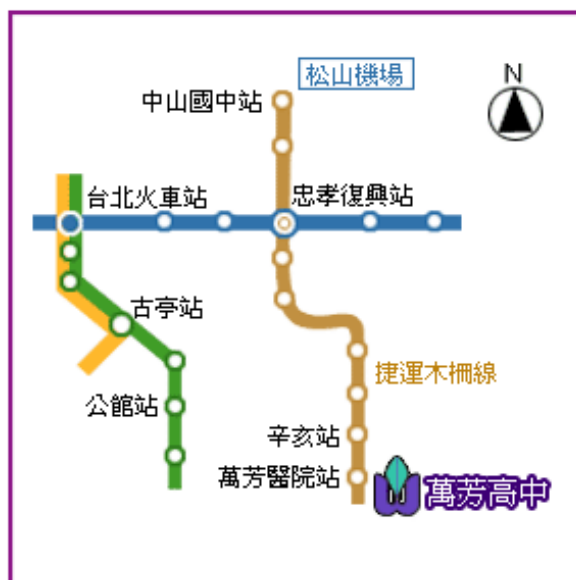 松山機場
中山國中站
N
台北火車站
忠孝復興站
古亭站
捷運木柵線
公館站
辛亥站
萬芳醫院站
萬芳高中